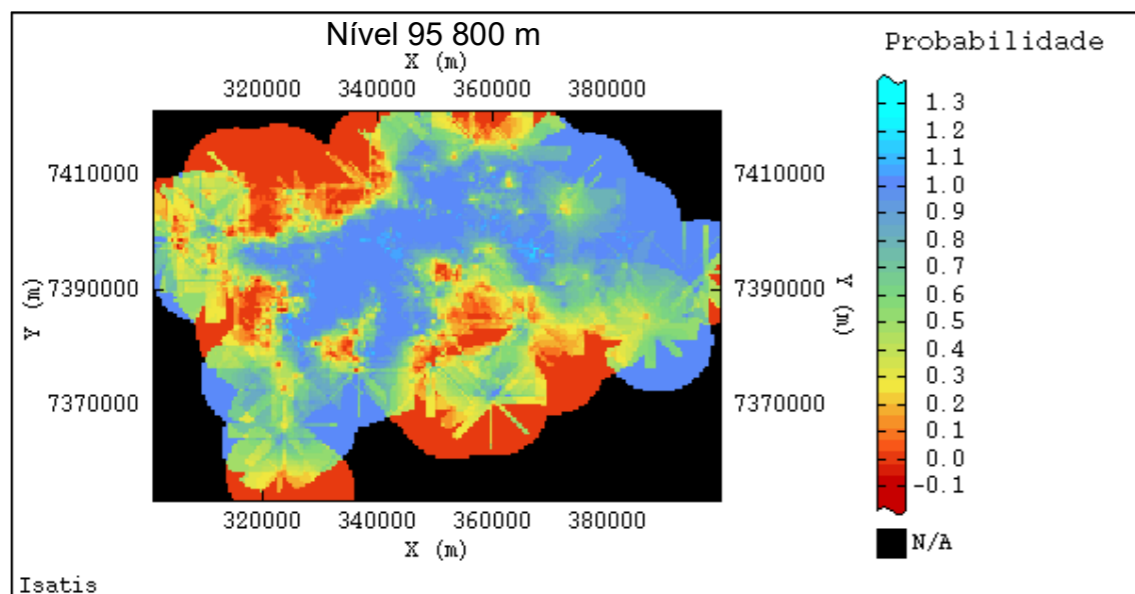 Nível 95 800 m
X (m)
320000 340000 360000 380000
Probabilidade
1.3
1.2
1.1
1.0
0.9
0.8
0.7
0.6
0.5
0.4
0.3
0.2
0.1
0.0
-0.1
N/A
7410000 7410000
7390000 7390000
7370000 7370000
Y (m)
Y (m)
320000 340000 360000 380000
X (m)
Isatis